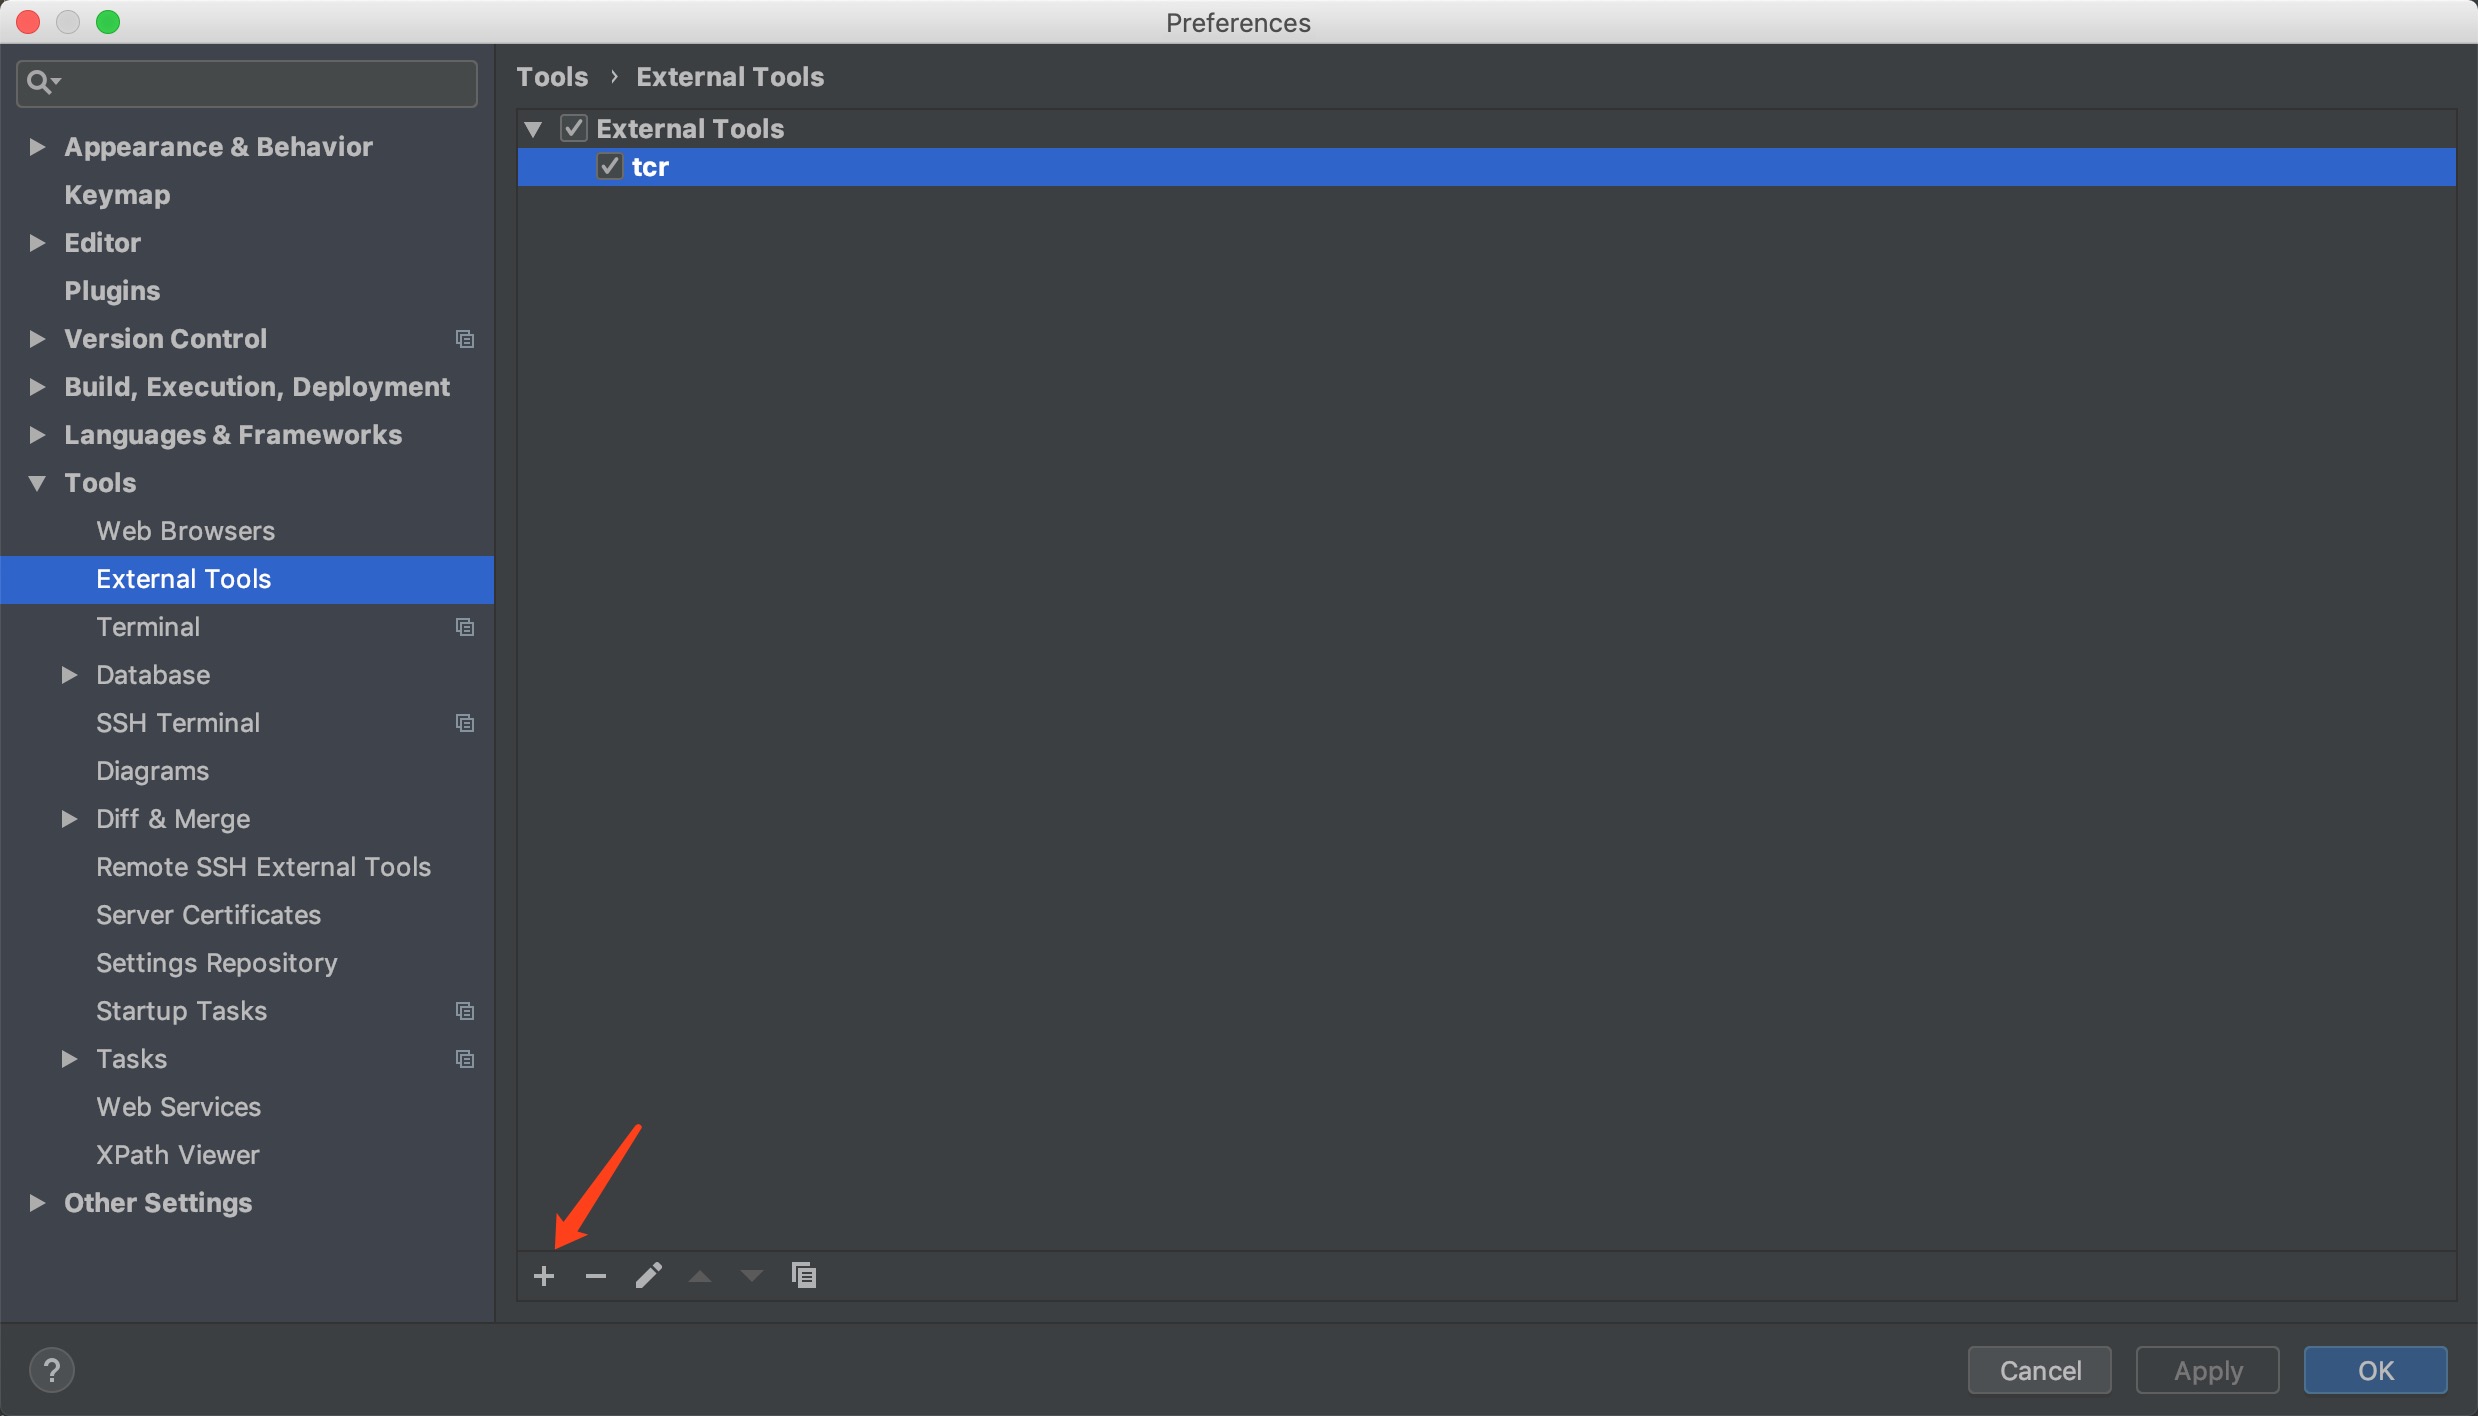 Preferences
Tools › External Tools
External Tools
tcr
Appearance & Behavior
Keymap
Editor
Plugins
Version Control
Build, Execution, Deployment
Languages & Frameworks
Tools
Web Browsers
External Tools
Terminal
Database
SSH Terminal
Diagrams
Diff & Merge
Remote SSH External Tools
Server Certificates
Settings Repository
Startup Tasks
Tasks
Web Services
XPath Viewer
Other Settings
?
Cancel
Apply
OK